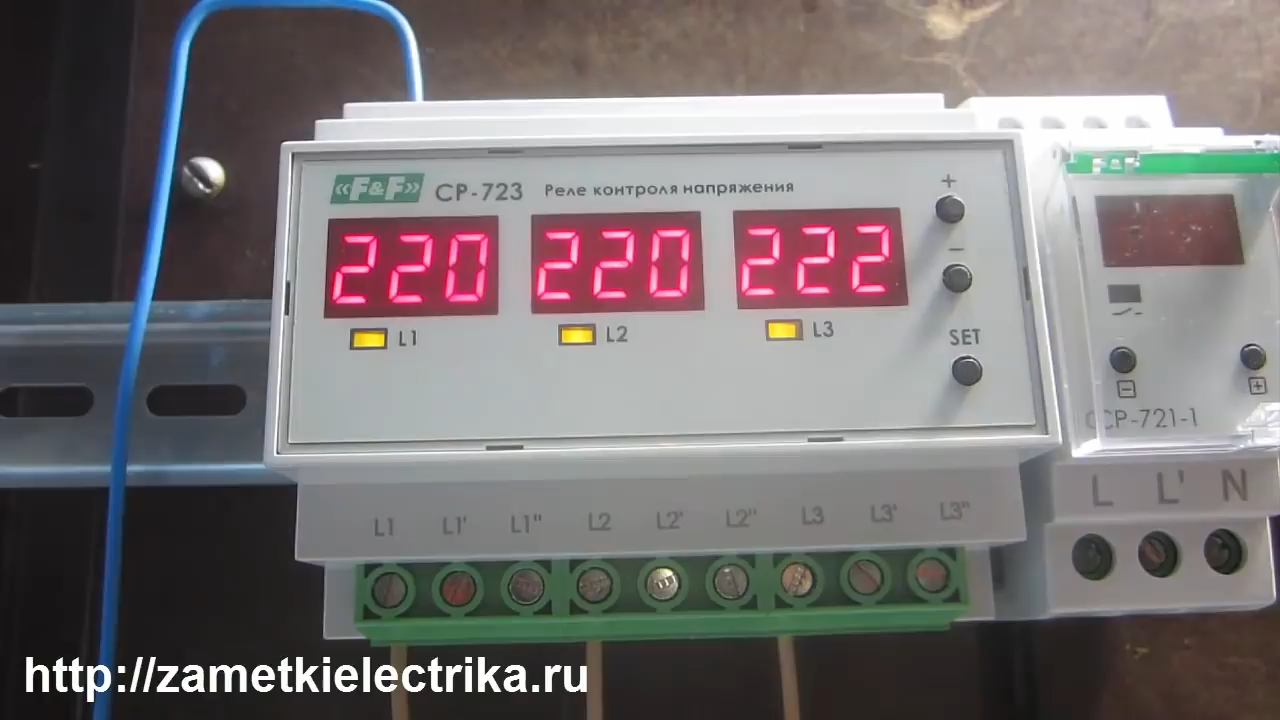 «F&F» CP-723 Реле контроля напряжения
+
F&F
220 220 222
−
L1 L2 L3
SET
− +
CP-721-1
L L' N
L1 L1' L1" L2 L2' L2" L3 L3' L3"
http://zametkielectrika.ru